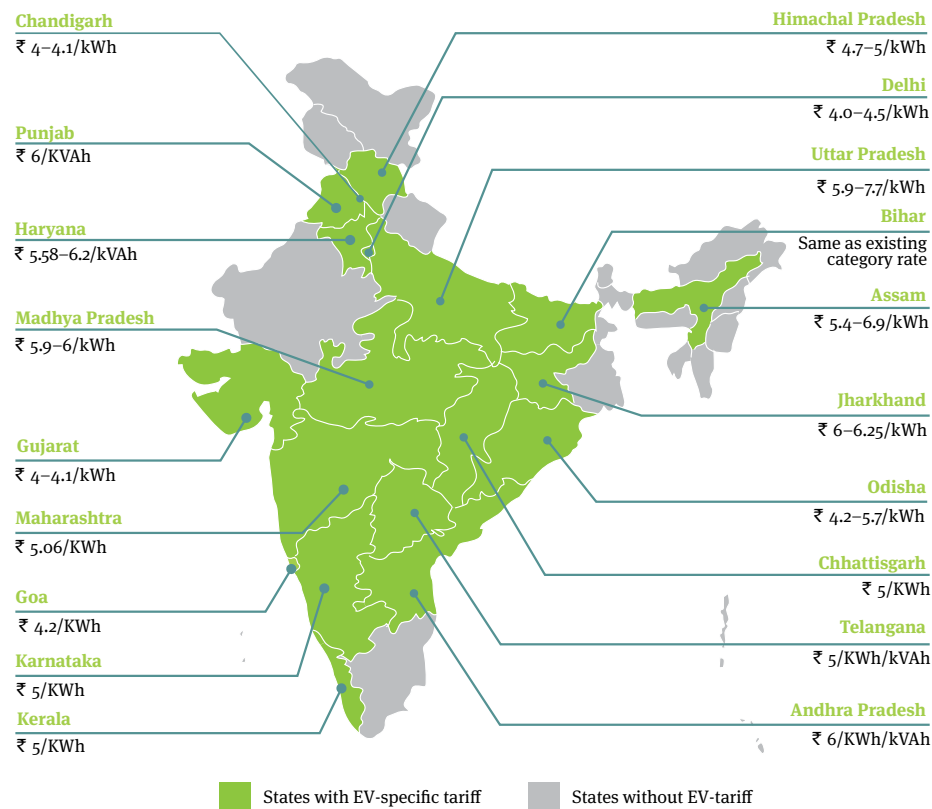 Chandigarh
₹ 4–4.1/kWh
Punjab
₹ 6/KVAh
Haryana
₹ 5.58–6.2/kVAh
Madhya Pradesh
₹ 5.9–6/kWh
Gujarat
₹ 4–4.1/kWh
Maharashtra
₹ 5.06/KWh
Goa
₹ 4.2/KWh
Karnataka
₹ 5/KWh
Kerala
₹ 5/KWh
Himachal Pradesh
₹ 4.7–5/kWh
Delhi
₹ 4.0–4.5/kWh
Uttar Pradesh
₹ 5.9–7.7/kWh
Bihar
Same as existing
category rate
Assam
₹ 5.4–6.9/kWh
Jharkhand
₹ 6–6.25/kWh
Odisha
₹ 4.2–5.7/kWh
Chhattisgarh
₹ 5/KWh
Telangana
₹ 5/KWh/kVAh
Andhra Pradesh
₹ 6/KWh/kVAh
States with EV-specific tariff
States without EV-tariff